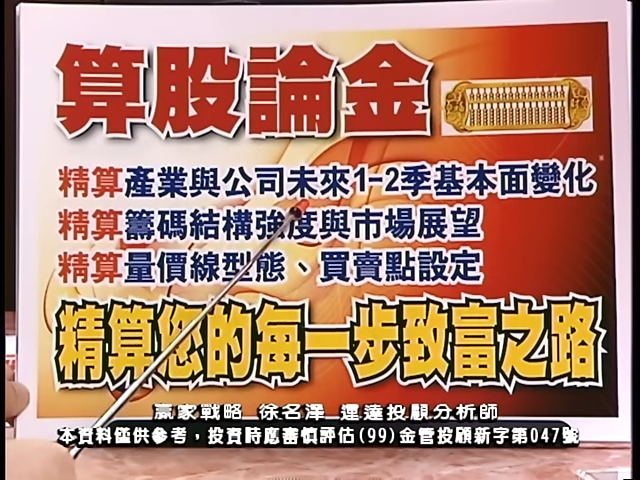 算股論金
精算產業與公司未來1-2季基本面變化
精算籌碼結構強度與市場展望
精算量價線型態、買賣點設定
精算您的每一步致富之路
贏家戰略 徐名澤 運達投顧分析師
本資料僅供參考，投資時應審慎評估(99)金管投顧新字第047號